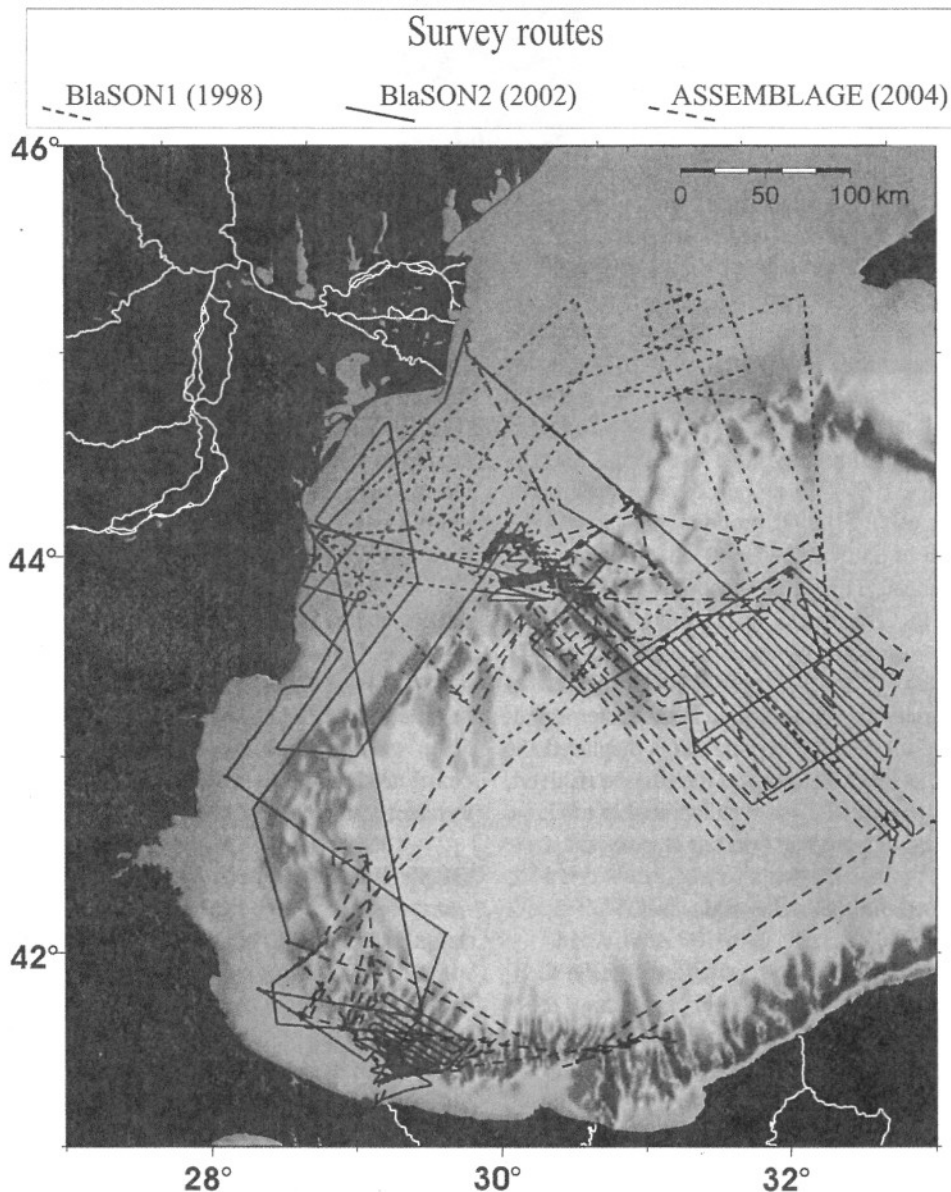 Survey routes
BlaSON1 (1998) BlaSON2 (2002) ASSEMBLAGE (2004)
46°
0 50 100 km
44°
42°
28° 30° 32°